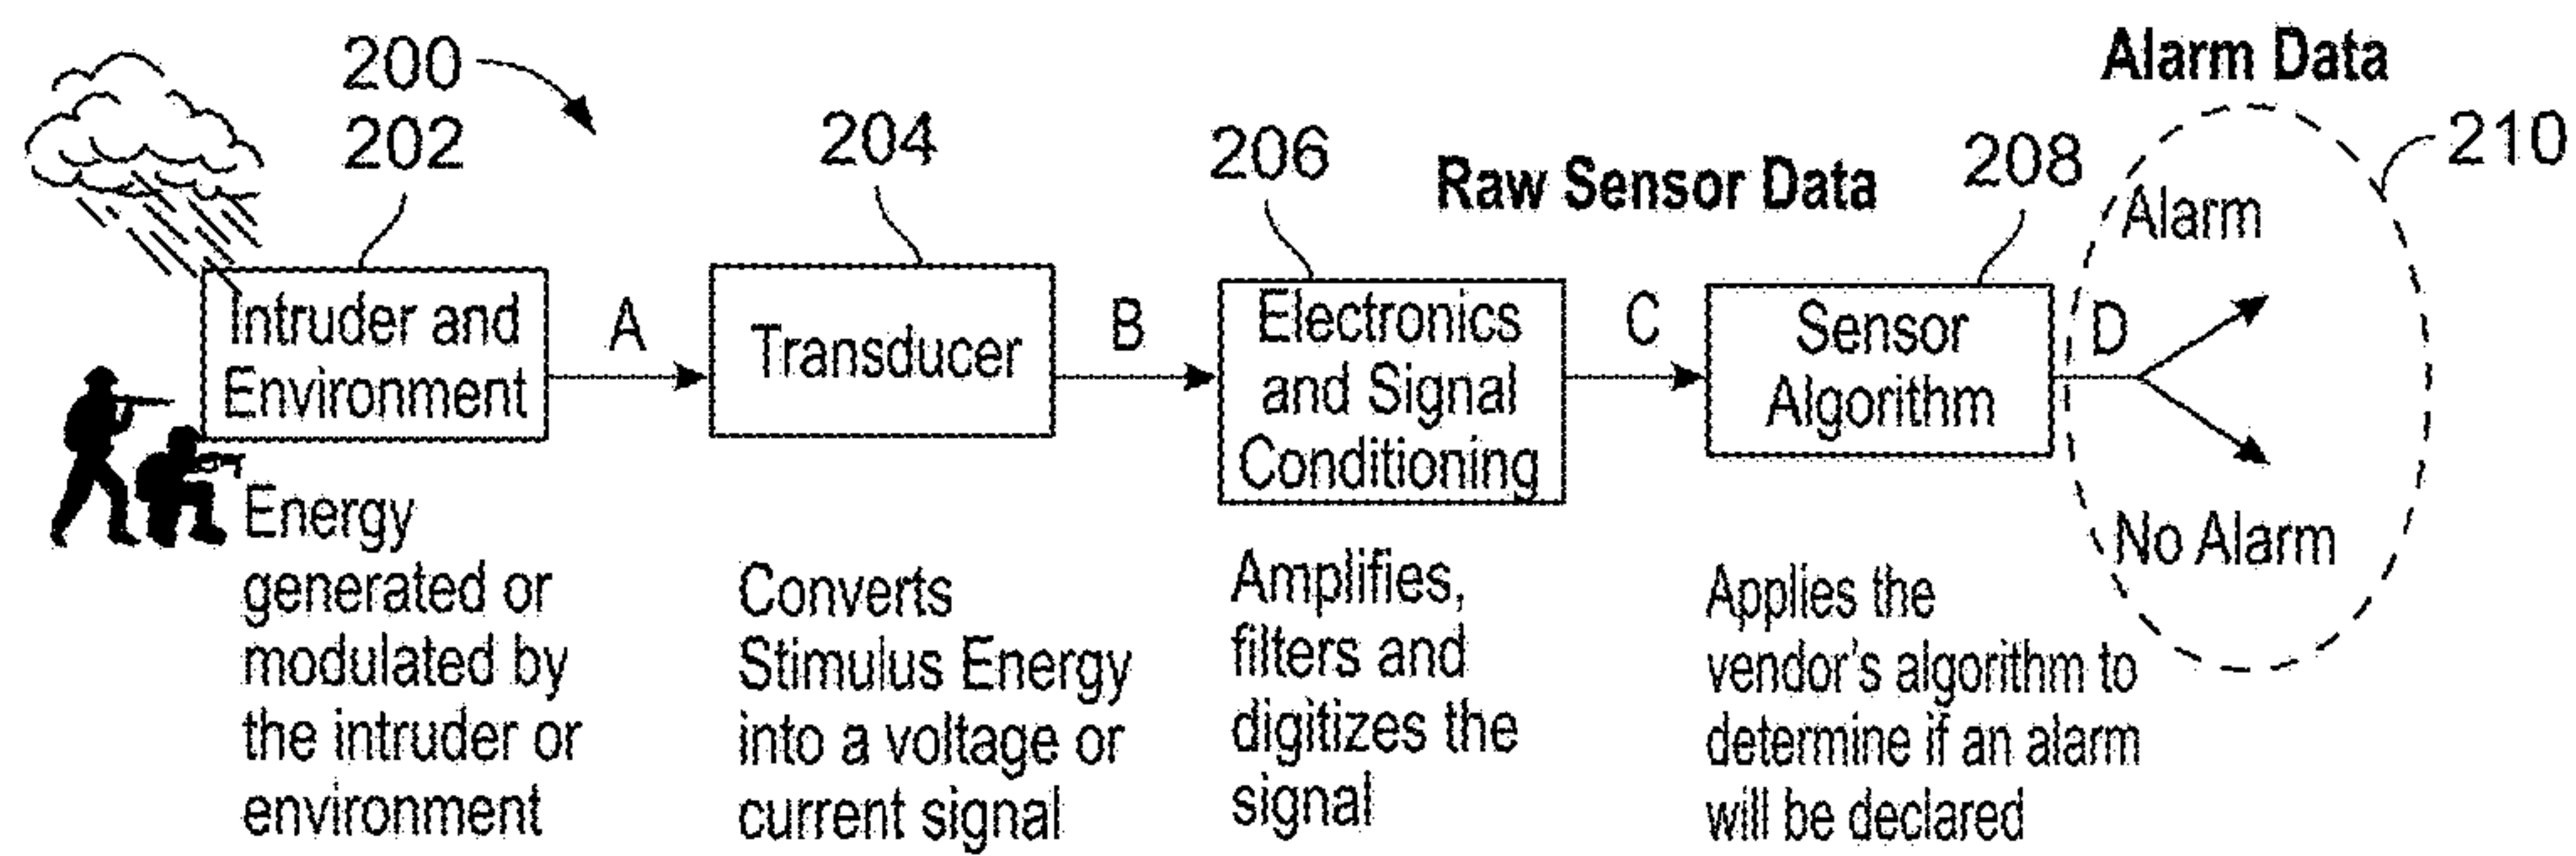 200
202
204
206
Raw Sensor Data
208
Alarm Data
210
Intruder and
Environment
A
Transducer
B
Electronics
and Signal
Conditioning
C
Sensor
Algorithm
D
Alarm
No Alarm
Energy
generated or
modulated by
the intruder or
environment
Converts
Stimulus Energy
into a voltage or
current signal
Amplifies,
filters and
digitizes the
signal
Applies the
vendor's algorithm to
determine if an alarm
will be declared